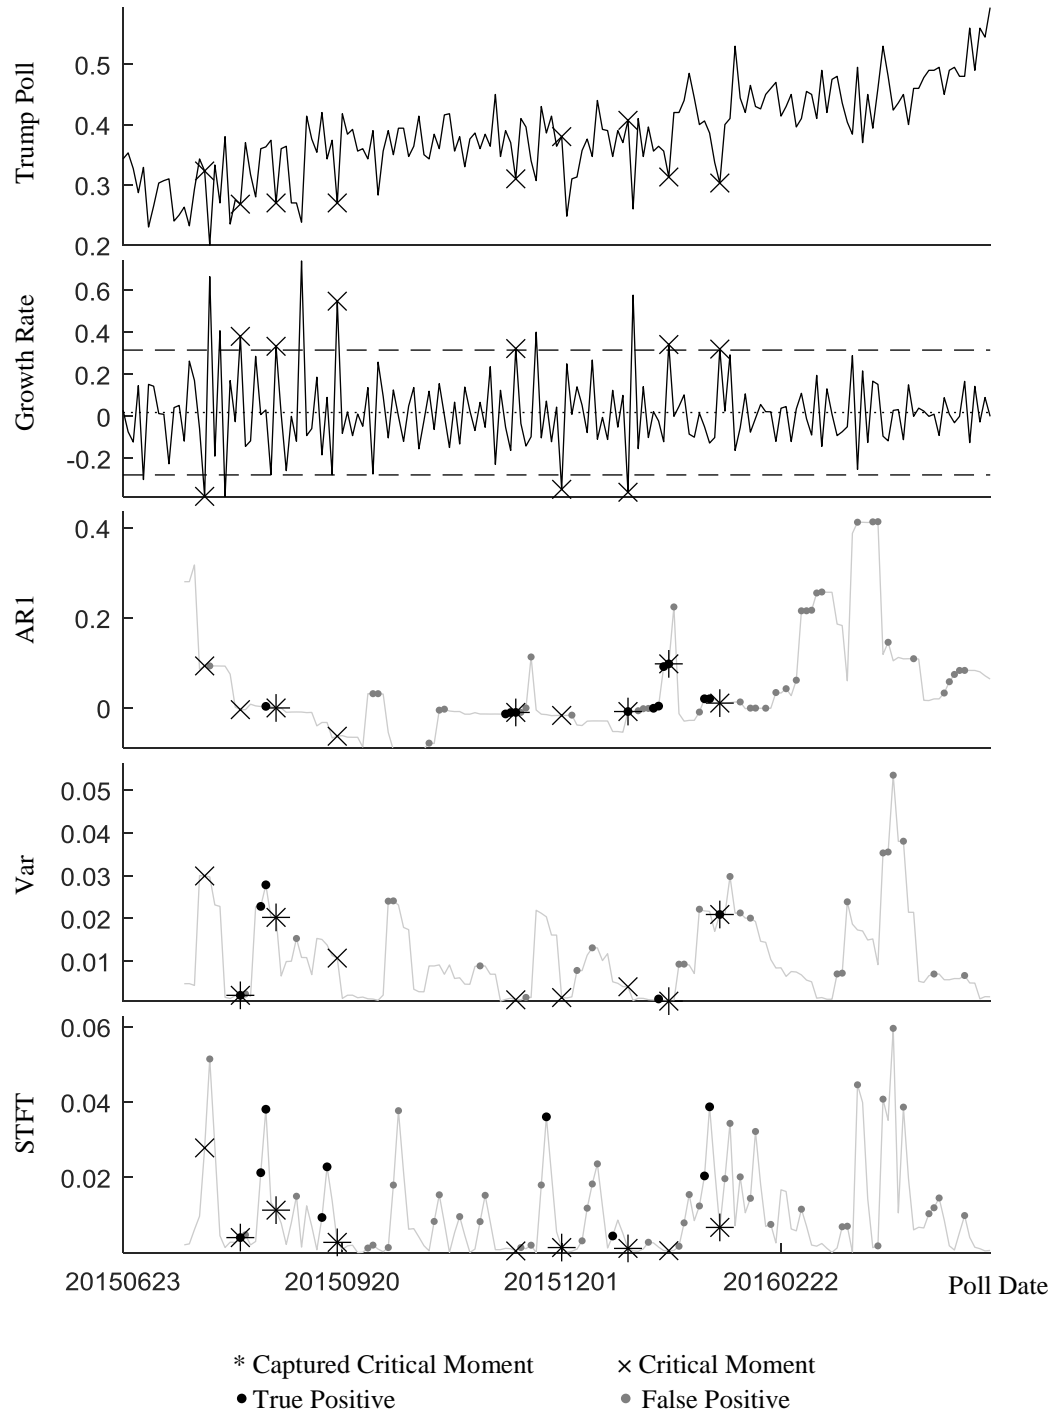 Trump Poll
0.5
0.4
0.3
0.2
Growth Rate
0.6
0.4
0.2
0
-0.2
AR1
0.4
0.2
0
Var
0.05
0.04
0.03
0.02
0.01
STFT
0.06
0.04
0.02
20150623 20150920 20151201 20160222 Poll Date
* Captured Critical Moment × Critical Moment
● True Positive ● False Positive